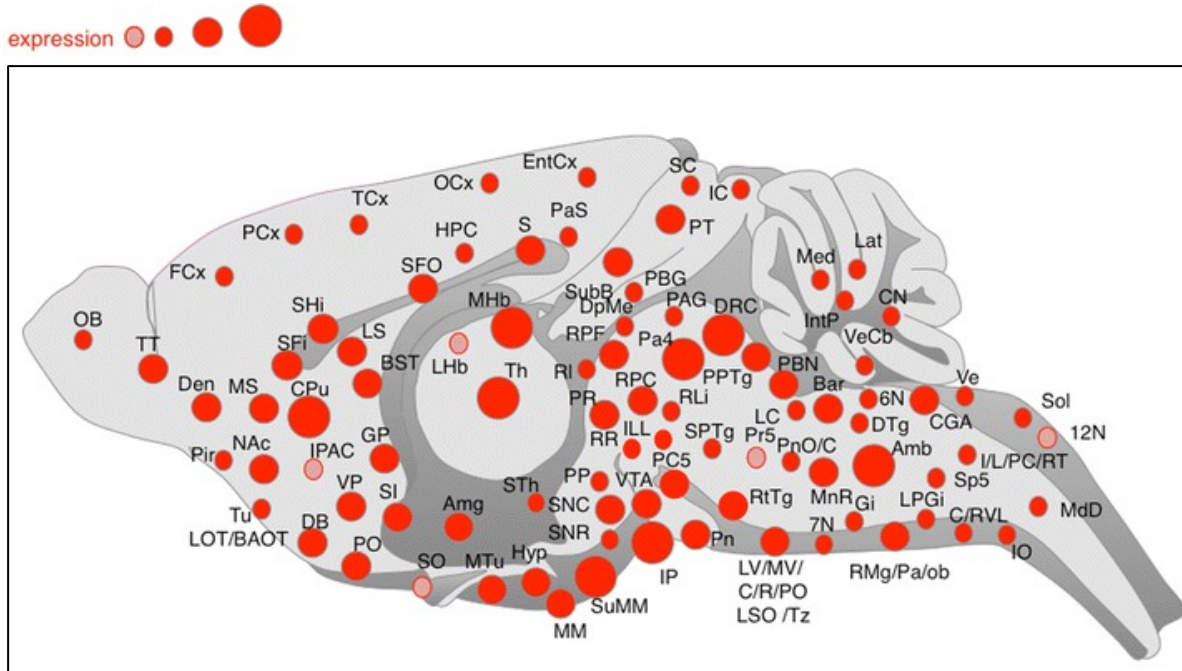 expression
EntCx
SC
OCx
IC
TCx
PaS
PT
PCx
HPC
S
Med
Lat
FCx
SFO
SubB
PBG
MHb
DpMe
PAG
DRC
IntP
CN
OB
SHi
LS
RPF
Pa4
VeCb
TT
SFi
BST
LHb
Th
RI
PBN
Den
MS
CPu
RPC
PPTg
Bar
6N
Ve
PR
RLi
LC
CGA
Sol
NAc
IPAC
GP
RR
ILL
SPTg
Pr5
PnO/C
DTg
12N
Pir
Amb
I/L/PC/RT
VP
SI
STh
PP
VTA
PC5
Sp5
Tu
Amg
SNC
RtTg
MnR
Gi
LPGi
MdD
LOT/BAOT
DB
PO
SNR
7N
C/RVL
SO
MTu
Hyp
Pn
IO
IP
LV/MV/
RMg/Pa/ob
SuMM
C/R/PO
MM
LSO /Tz